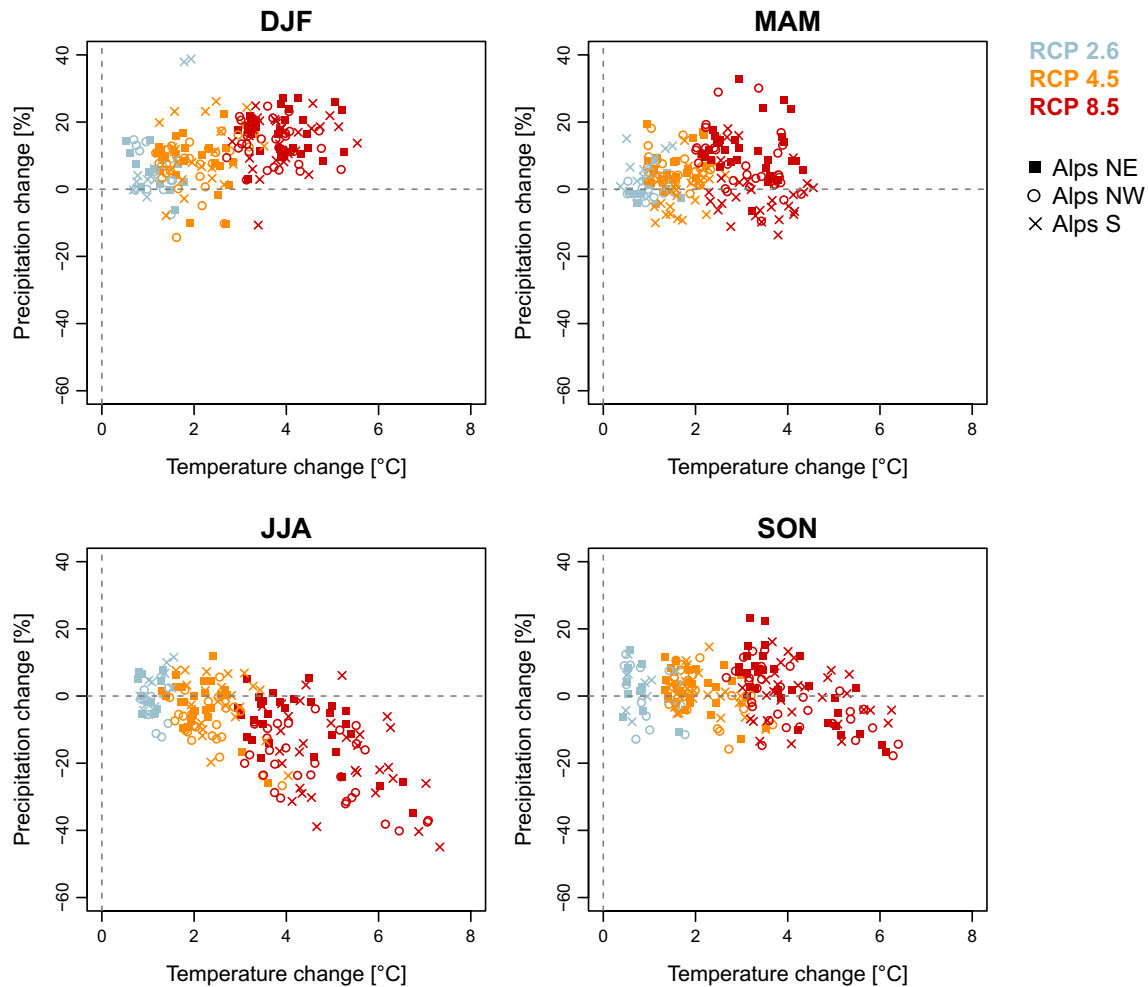 DJF
MAM
RCP 2.6
RCP 4.5
RCP 8.5
Alps NE
Alps NW
Alps S
Precipitation change [%]
40
20
0
−20
−40
−60
0 2 4 6 8
Temperature change [°C]
Precipitation change [%]
40
20
0
−20
−40
−60
0 2 4 6 8
Temperature change [°C]
JJA
SON
Precipitation change [%]
40
20
0
−20
−40
−60
0 2 4 6 8
Temperature change [°C]
Precipitation change [%]
40
20
0
−20
−40
−60
0 2 4 6 8
Temperature change [°C]